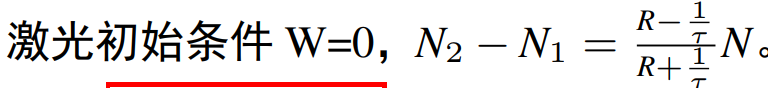 激光初始条件 W=0，$N_2 - N_1 = \frac{R - \frac{1}{\tau}}{R + \frac{1}{\tau}} N$。